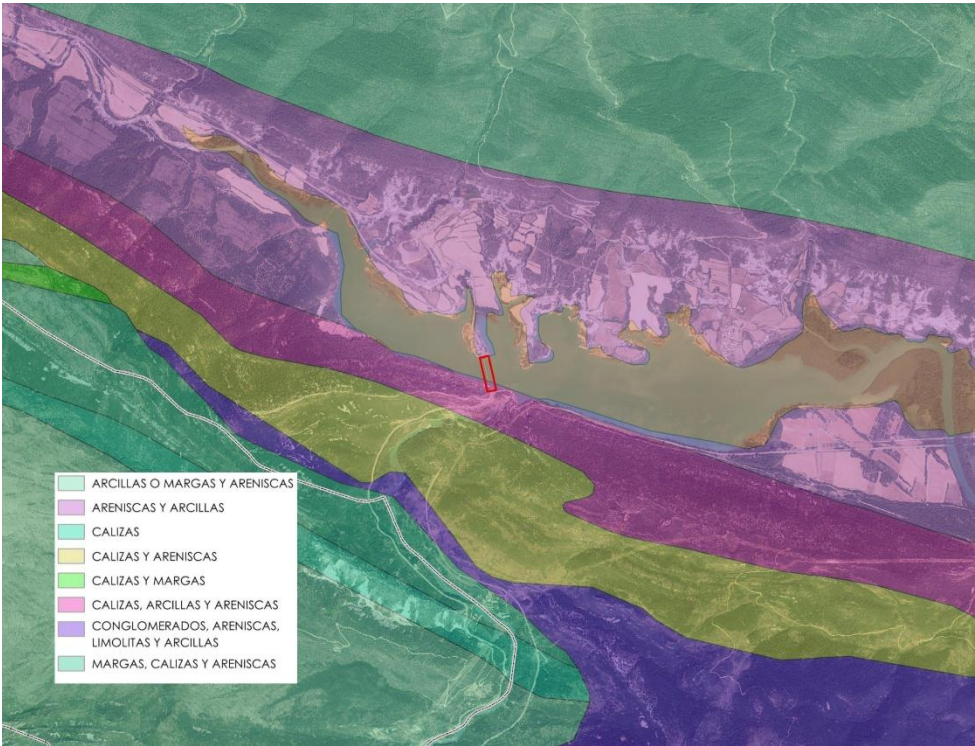 ARCILLAS O MARGAS Y ARENISCAS
ARENISCAS Y ARCILLAS
CALIZAS
CALIZAS Y ARENISCAS
CALIZAS Y MARGAS
CALIZAS, ARCILLAS Y ARENISCAS
CONGLOMERADOS, ARENISCAS,
LIMOLITAS Y ARCILLAS
MARGAS, CALIZAS Y ARENISCAS